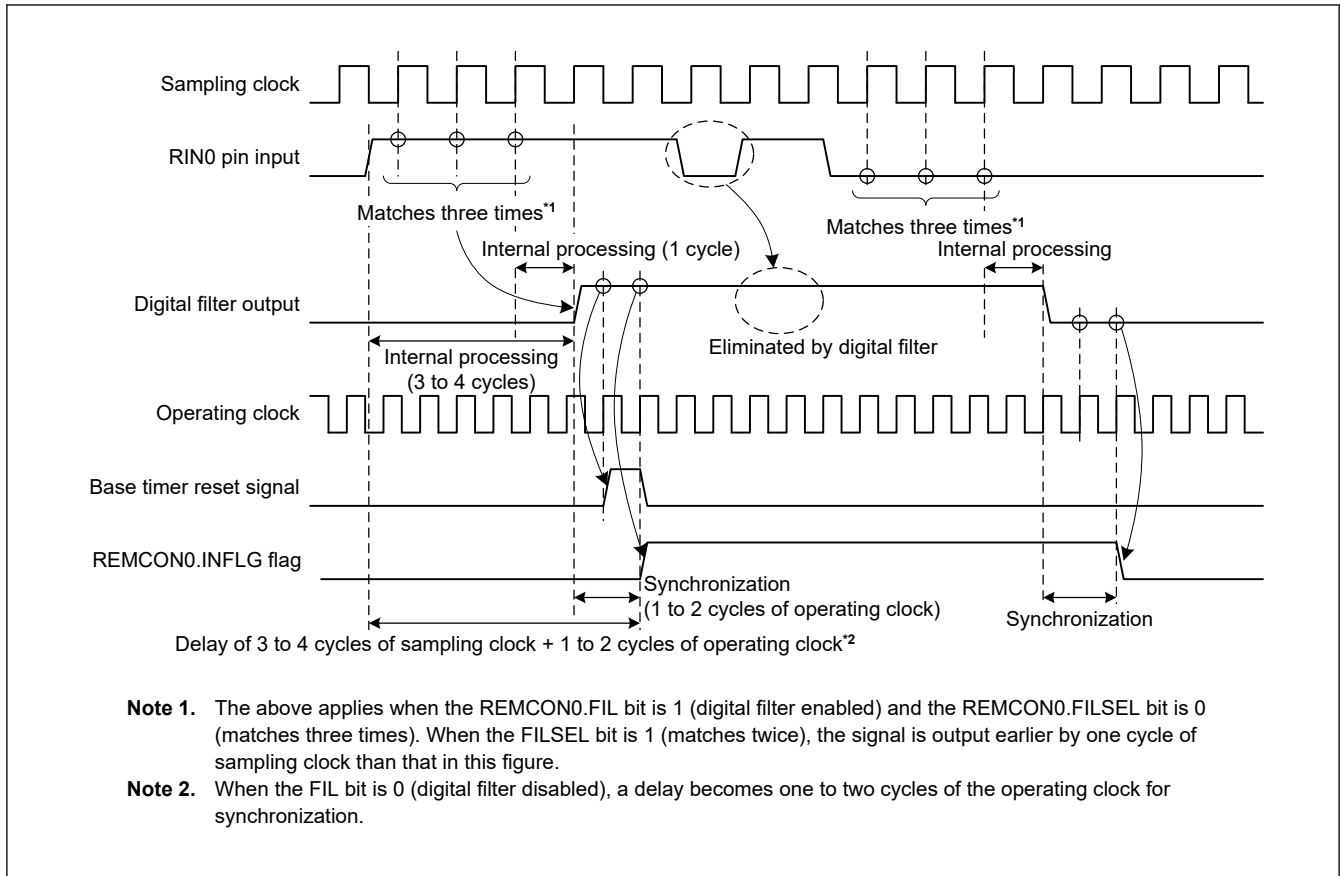 Sampling clock
RIN0 pin input
Matches three times*1
Matches three times*1
Internal processing (1 cycle)
Internal processing
Digital filter output
Eliminated by digital filter
Internal processing
(3 to 4 cycles)
Operating clock
Base timer reset signal
REMCON0.INFLG flag
Synchronization
(1 to 2 cycles of operating clock)
Synchronization
Delay of 3 to 4 cycles of sampling clock + 1 to 2 cycles of operating clock*2
Note 1. The above applies when the REMCON0.FIL bit is 1 (digital filter enabled) and the REMCON0.FILSEL bit is 0
(matches three times). When the FILSEL bit is 1 (matches twice), the signal is output earlier by one cycle of
sampling clock than that in this figure.
Note 2. When the FIL bit is 0 (digital filter disabled), a delay becomes one to two cycles of the operating clock for
synchronization.